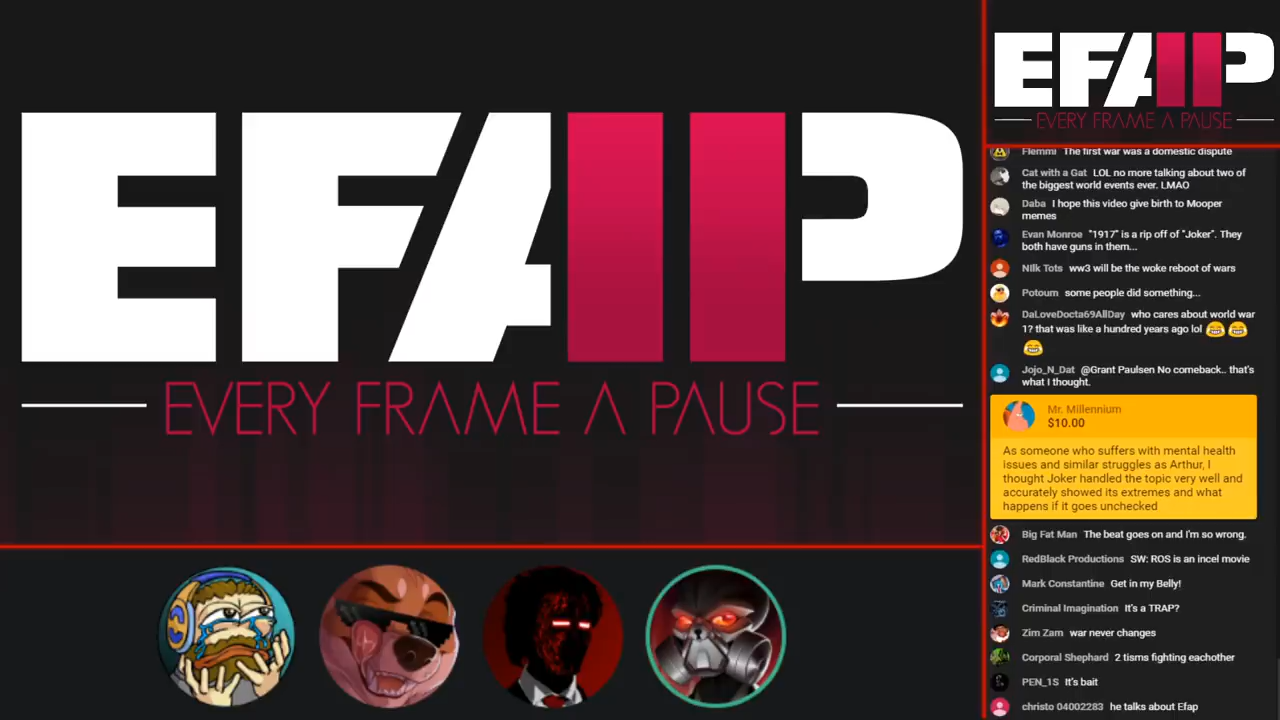 EFAP
EVERY FRAME A PAUSE
EFAP
EVERY FRAME A PAUSE
Flemmi The first war was a domestic dispute
Cat with a Gat LOL no more talking about two of
the biggest world events ever. LMAO
Daba I hope this video give birth to Mooper
memes
Evan Monroe "1917" is a rip off of "Joker". They
both have guns in them...
NIlk Tots ww3 will be the woke reboot of wars
Potoum some people did something...
DaLoveDocta69AllDay who cares about world war
1? that was like a hundred years ago lol
Jojo_N_Dat @Grant Paulsen No comeback.. that's
what I thought.
Mr. Millennium
$10.00
As someone who suffers with mental health
issues and similar struggles as Arthur, I
thought Joker handled the topic very well and
accurately showed its extremes and what
happens if it goes unchecked
Big Fat Man The beat goes on and I'm so wrong.
RedBlack Productions SW: ROS is an incel movie
Mark Constantine Get in my Belly!
Criminal Imagination It's a TRAP?
Zim Zam war never changes
Corporal Shephard 2 tisms fighting eachother
PEN_1S It's bait
christo 04002283 he talks about Efap